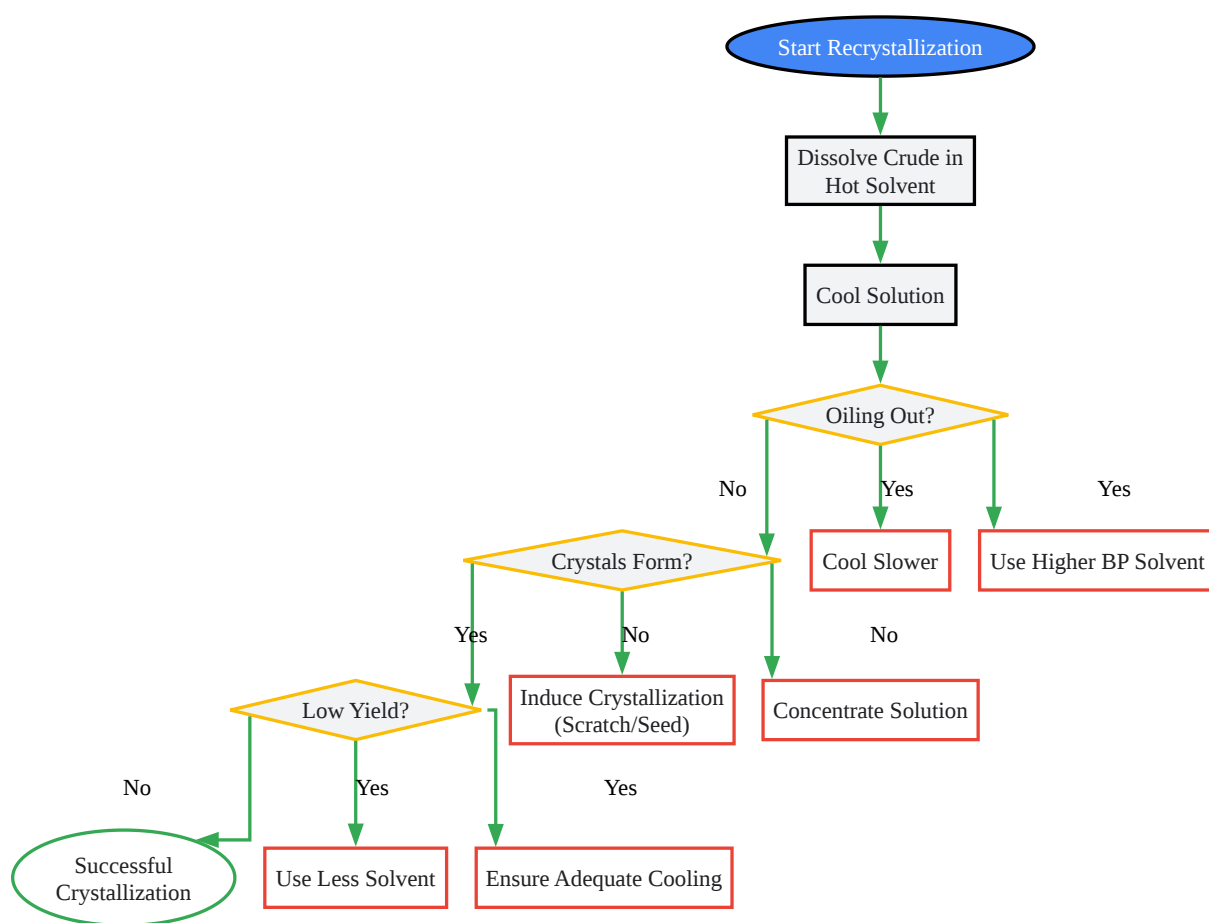 Start Recrystallization
Dissolve Crude in
Hot Solvent
Cool Solution
Oiling Out?
No
Yes
Yes
Crystals Form?
Cool Slower
Use Higher BP Solvent
Yes
No
No
Low Yield?
Induce Crystallization
(Scratch/Seed)
Concentrate Solution
No
Yes
Yes
Successful
Crystallization
Use Less Solvent
Ensure Adequate Cooling